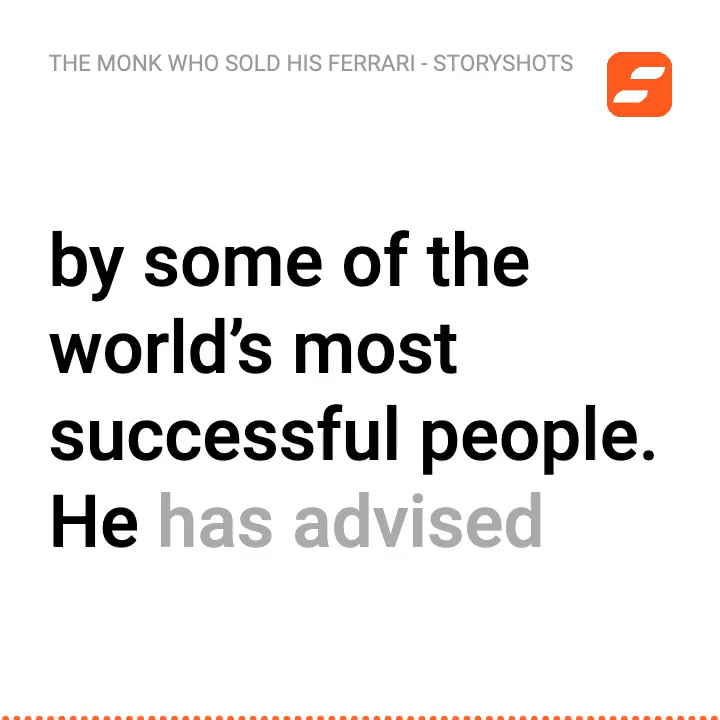 THE MONK WHO SOLD HIS FERRARI - STORYSHOTS
by some of the
world’s most
successful people.
He has advised